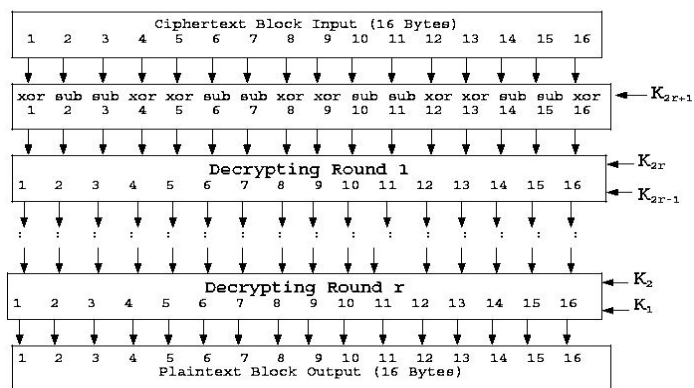 Ciphertext Block Input (16 Bytes)
1 2 3 4 5 6 7 8 9 10 11 12 13 14 15 16
xor sub sub xor xor sub sub xor xor sub sub xor xor sub sub xor
1 2 3 4 5 6 7 8 9 10 11 12 13 14 15 16
K2r+1
Decrypting Round 1
K2r
1 2 3 4 5 6 7 8 9 10 11 12 13 14 15 16
K2r-1
: : : : : : : : : : : : : : :
Decrypting Round r
K2
1 2 3 4 5 6 7 8 9 10 11 12 13 14 15 16
K1
1 2 3 4 5 6 7 8 9 10 11 12 13 14 15 16
Plaintext Block Output (16 Bytes)